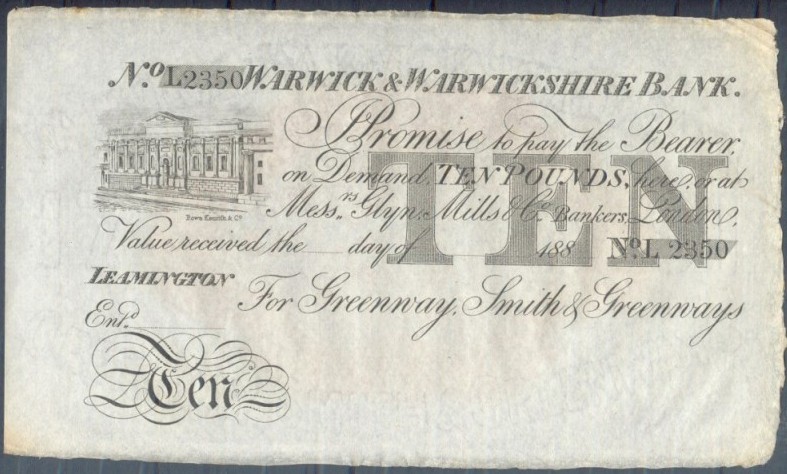 No. L2350 WARWICK & WARWICKSHIRE BANK.
I Promise to pay the Bearer,
on Demand, TEN POUNDS, here, or at
Messrs. Glyn, Mills & Co. Bankers, London,
Value received the day of 188 No. L 2350
TEN
LEAMINGTON
For Greenway, Smith & Greenways
Entd.
Ten